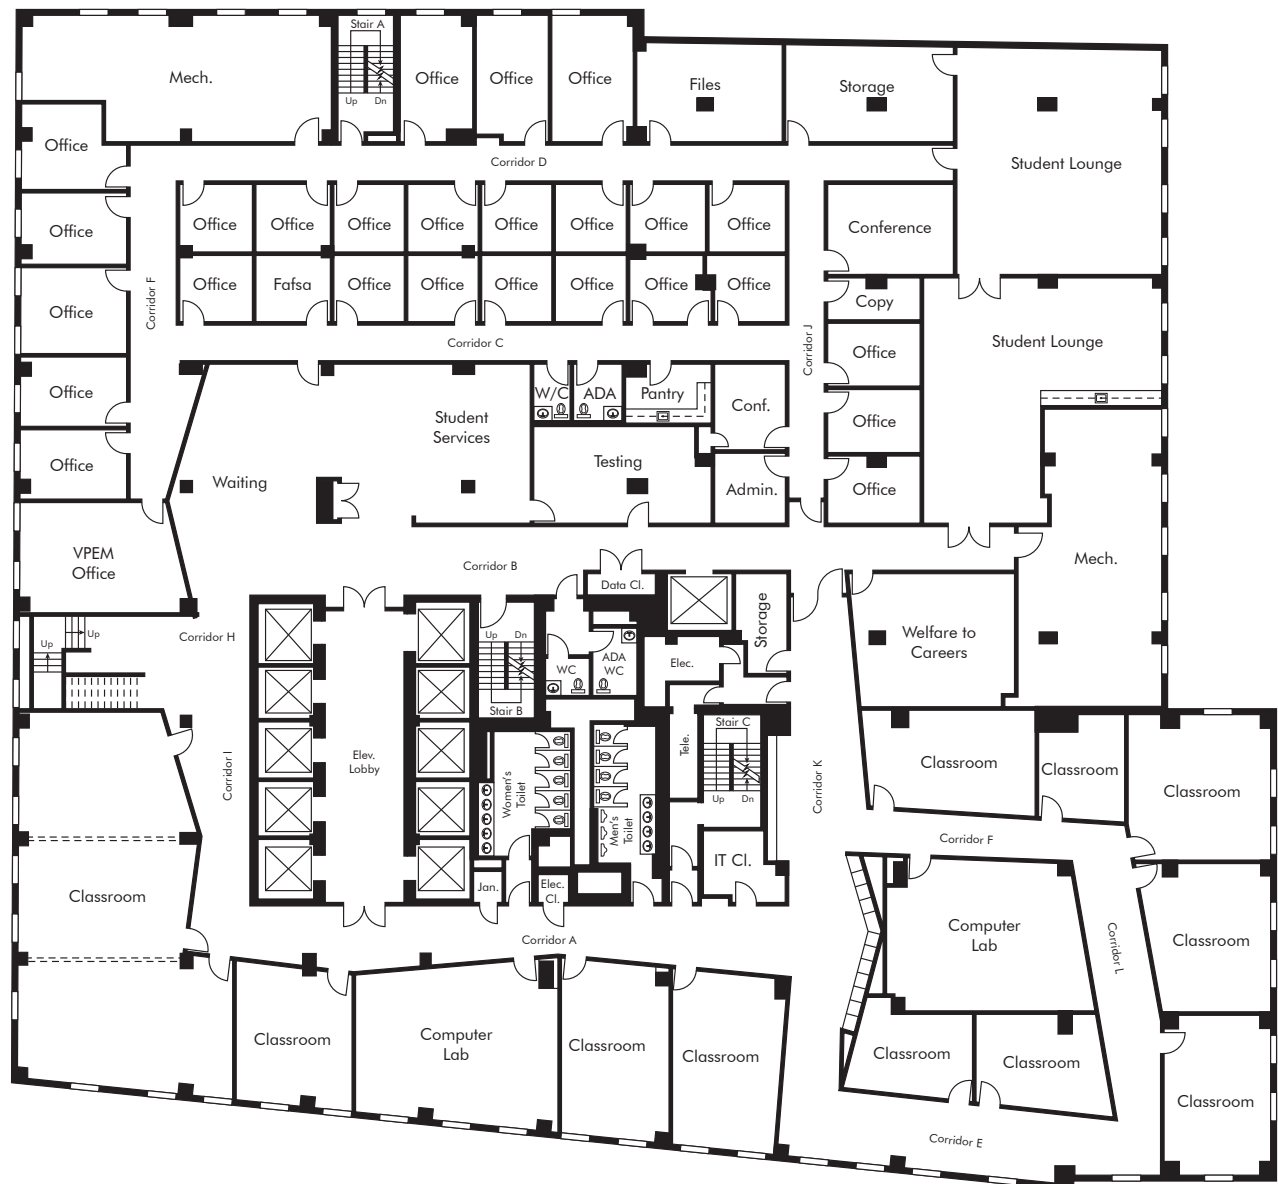 Stair A
Mech.
Office
Office
Office
Files
Storage
Up
Dn
Office
Corridor D
Student Lounge
Office
Office
Office
Office
Office
Office
Office
Office
Office
Office
Conference
Office
Fafsa
Office
Office
Office
Office
Office
Office
Corridor F
Copy
Office
Corridor C
Corridor J
Office
Student Lounge
Office
W/C
ADA
Pantry
Conf.
Office
Student
Services
Office
Testing
Waiting
Admin.
Office
VPEM
Office
Corridor B
Data Cl.
Mech.
Storage
Up
Up
Corridor H
Up
Dn
WC
ADA
WC
Elec.
Welfare to
Careers
Stair B
Stair C
Tele.
Elev.
Lobby
Corridor I
Women's
Toilet
Men's
Toilet
Up
Dn
Corridor K
Classroom
Classroom
Classroom
Corridor F
IT Cl.
Jan.
Elec.
Cl.
Classroom
Corridor A
Computer
Lab
Corridor L
Classroom
Classroom
Computer
Lab
Classroom
Classroom
Classroom
Classroom
Classroom
Corridor E